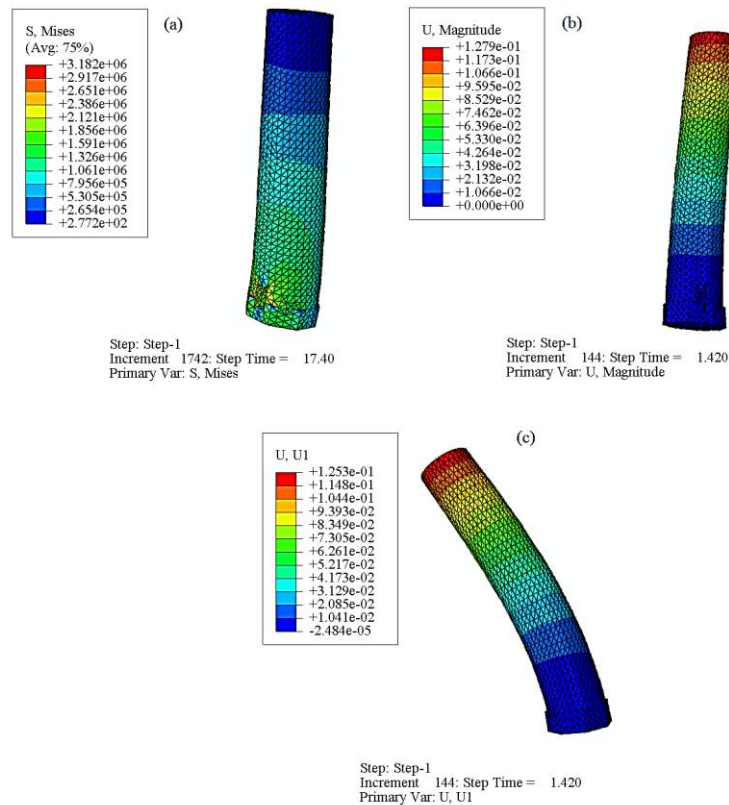 (a)
S, Mises
(Avg: 75%)
+3.182e+06
+2.917e+06
+2.651e+06
+2.386e+06
+2.121e+06
+1.856e+06
+1.591e+06
+1.326e+06
+1.061e+06
+7.956e+05
+5.305e+05
+2.654e+05
+2.772e+02
Step: Step-1
Increment 1742: Step Time = 17.40
Primary Var: S, Mises
(b)
U, Magnitude
+1.279e-01
+1.173e-01
+1.066e-01
+9.595e-02
+8.529e-02
+7.462e-02
+6.396e-02
+5.330e-02
+4.264e-02
+3.198e-02
+2.132e-02
+1.066e-02
+0.000e+00
Step: Step-1
Increment 144: Step Time = 1.420
Primary Var: U, Magnitude
(c)
U, U1
+1.253e-01
+1.148e-01
+1.044e-01
+9.393e-02
+8.349e-02
+7.305e-02
+6.261e-02
+5.217e-02
+4.173e-02
+3.129e-02
+2.085e-02
+1.041e-02
-2.484e-05
Step: Step-1
Increment 144: Step Time = 1.420
Primary Var: U, U1